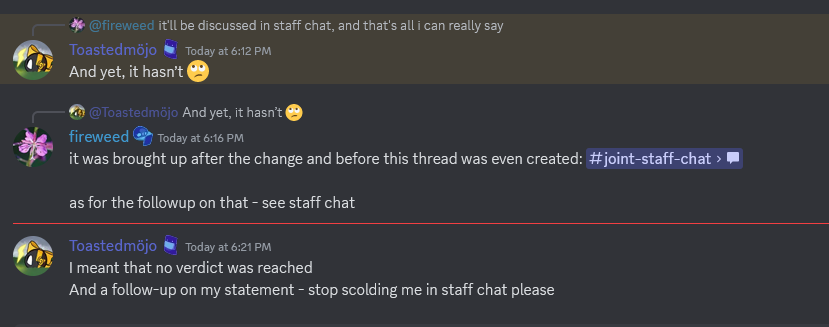 @fireweed it'll be discussed in staff chat, and that's all i can really say
Toastedmöjo Today at 6:12 PM
And yet, it hasn't 🙄
@Toastedmöjo And yet, it hasn't 🙄
fireweed Today at 6:16 PM
it was brought up after the change and before this thread was even created: #joint-staff-chat ›
as for the followup on that - see staff chat
Toastedmöjo Today at 6:21 PM
I meant that no verdict was reached
And a follow-up on my statement - stop scolding me in staff chat please